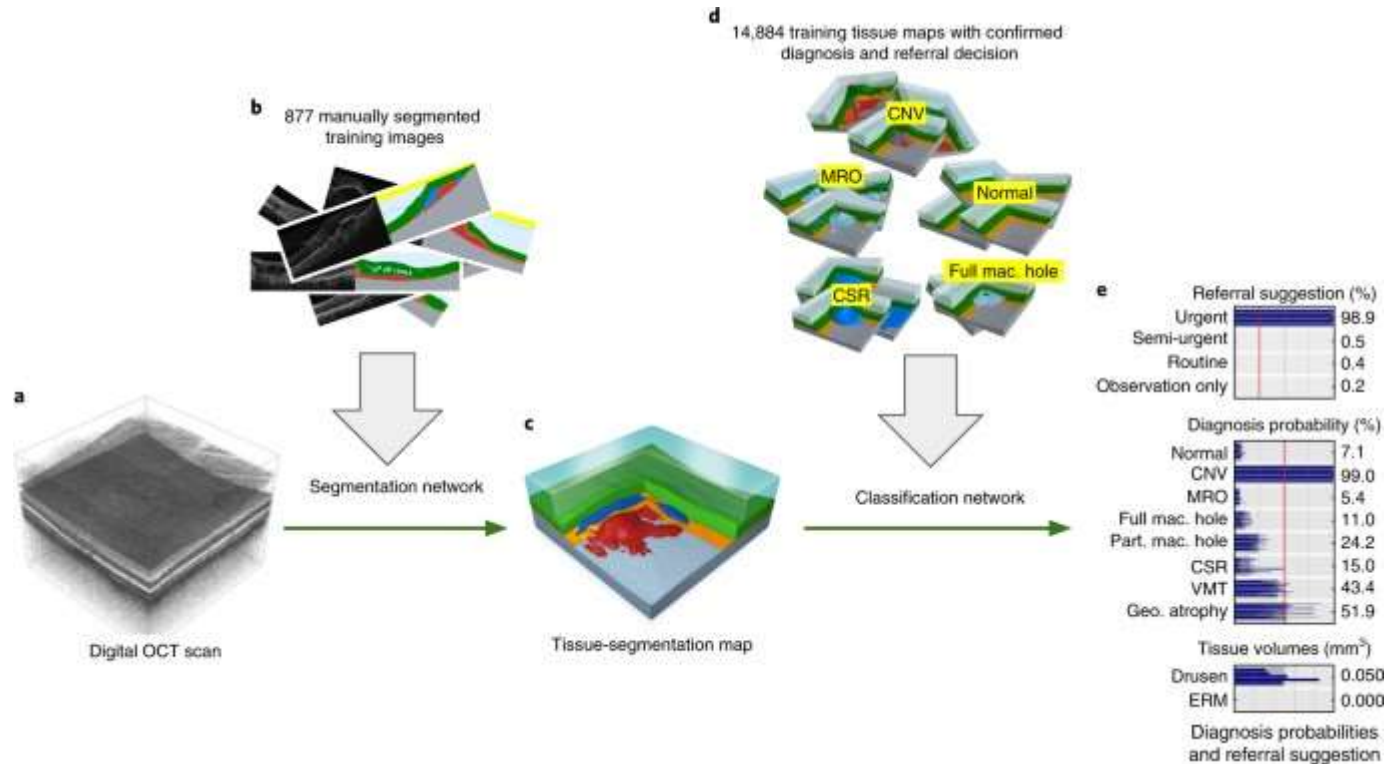 a
Digital OCT scan
b
877 manually segmented
training images
Segmentation network
c
Tissue-segmentation map
d
14,884 training tissue maps with confirmed
diagnosis and referral decision
CNV
MRO
Normal
CSR
Full mac. hole
Classification network
e
Referral suggestion (%)
Urgent 98.9
Semi-urgent 0.5
Routine 0.4
Observation only 0.2
Diagnosis probability (%)
Normal 7.1
CNV 99.0
MRO 5.4
Full mac. hole 11.0
Part. mac. hole 24.2
CSR 15.0
VMT 43.4
Geo. atrophy 51.9
Tissue volumes (mm³)
Drusen 0.050
ERM 0.000
Diagnosis probabilities
and referral suggestion